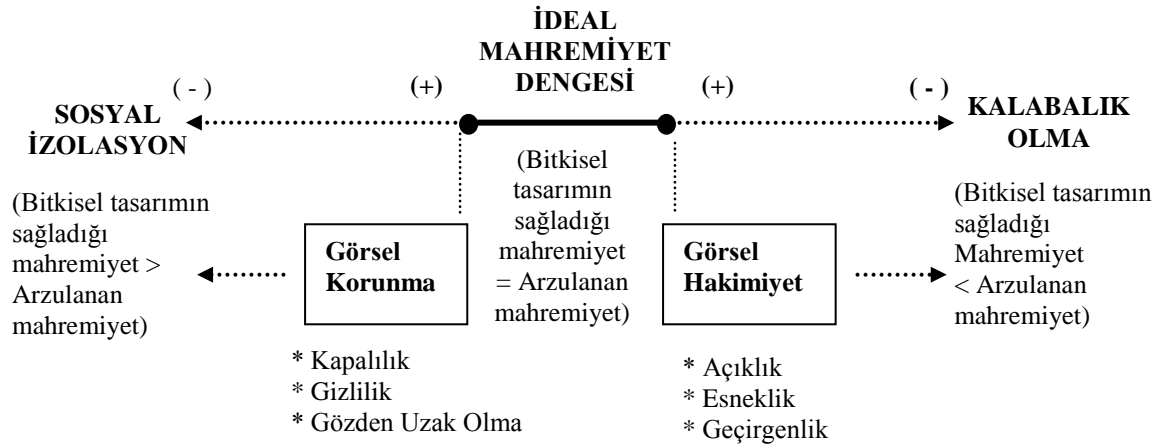 İDEAL
MAHREMİYET
DENGESİ
( - )
(+)
(+)
( - )
SOSYAL
İZOLASYON
KALABALIK
OLMA
(Bitkisel tasarımın
sağladığı
mahremiyet >
Arzulanan
mahremiyet)
Görsel
Korunma
(Bitkisel
tasarımın
sağladığı
mahremiyet
= Arzulanan
mahremiyet)
Görsel
Hakimiyet
(Bitkisel tasarımın
sağladığı
Mahremiyet
< Arzulanan
mahremiyet)
* Kapalılık
* Gizlilik
* Gözden Uzak Olma
* Açıklık
* Esneklik
* Geçirgenlik